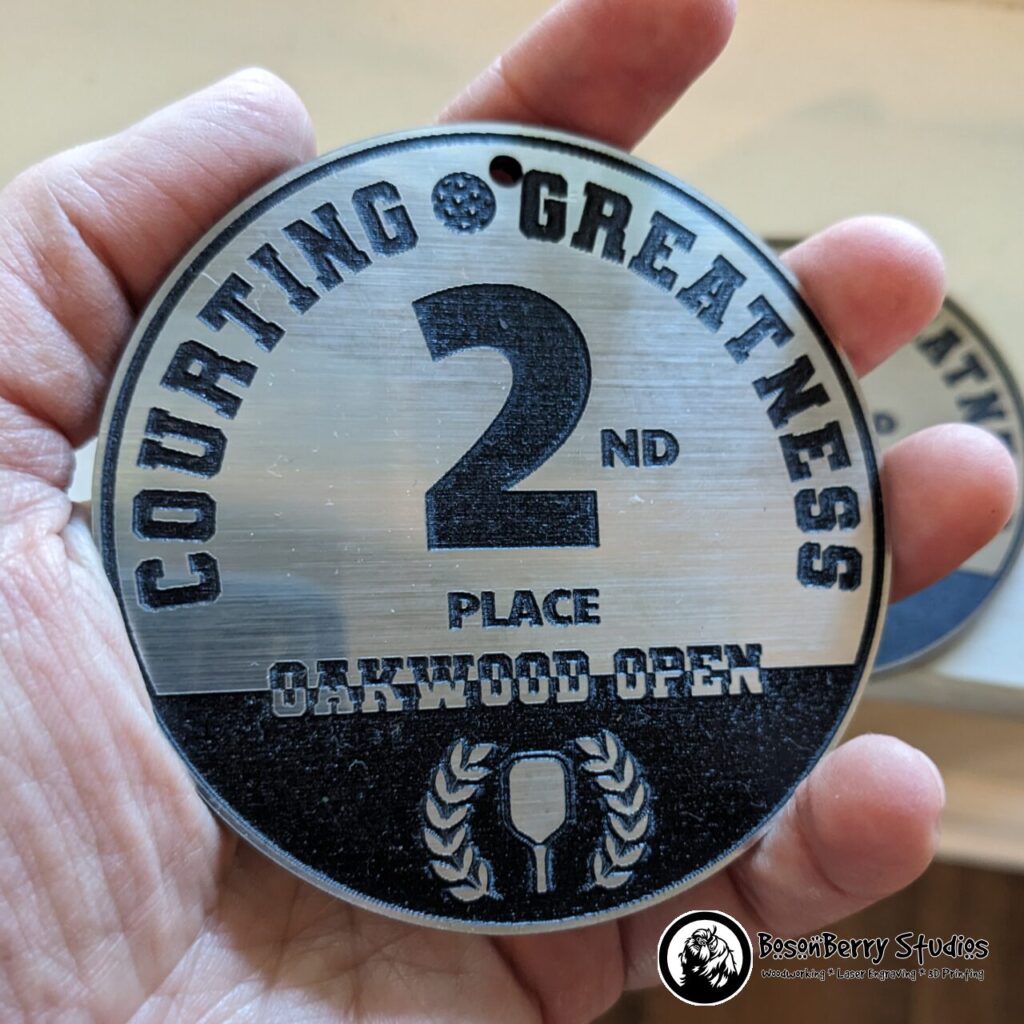 COURTING GREATNESS
2ND
PLACE
OAKWOOD OPEN
BosonBerry Studios
Woodworking * Laser Engraving * 3D Printing